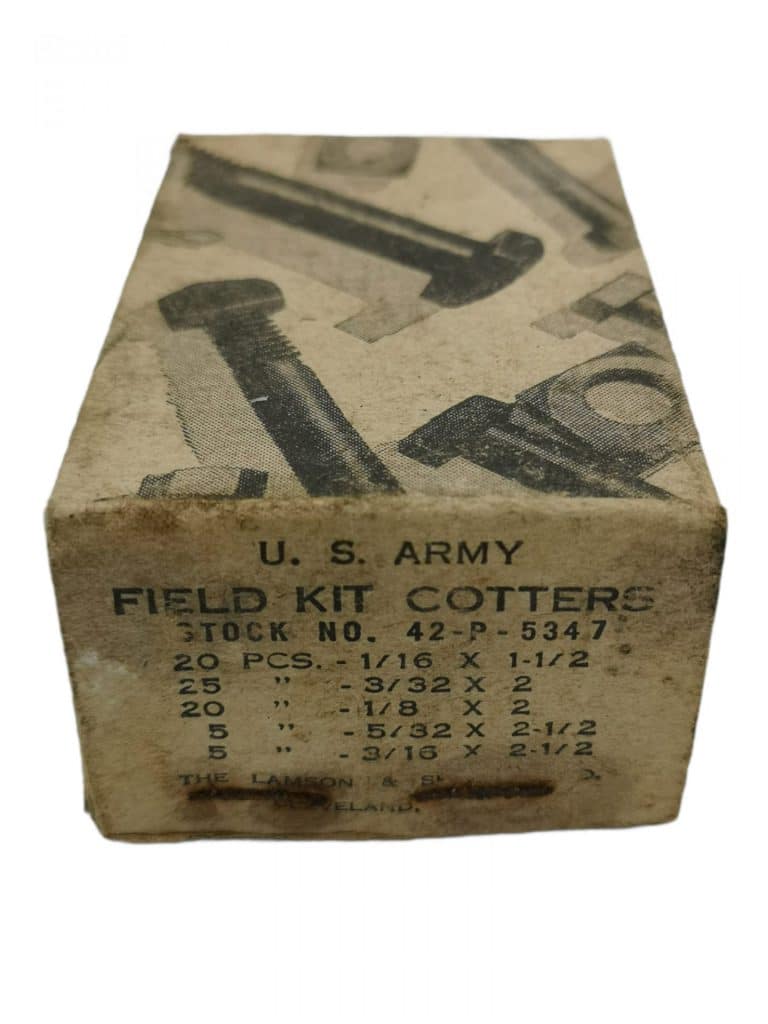 U. S. ARMY
FIELD KIT COTTERS
STOCK NO. 42-P-5347
20 PCS. - 1/16 X 1-1/2
25 " - 3/32 X 2
20 " - 1/8 X 2
5 " - 5/32 X 2-1/2
5 " - 3/16 X 2-1/2
THE LAMSON &